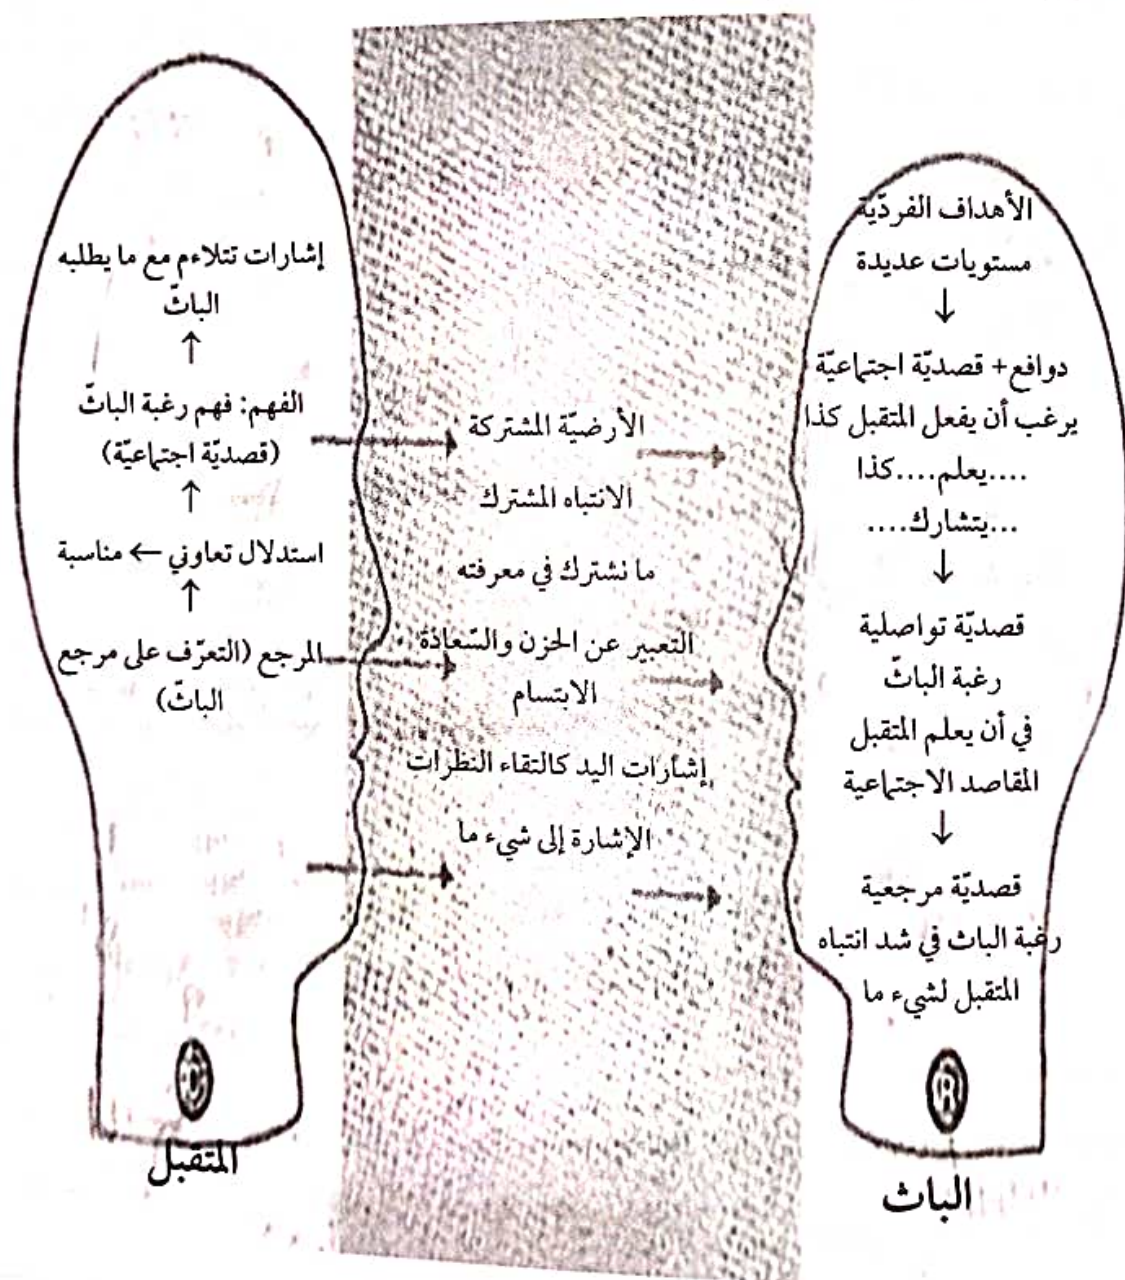 الأهداف الفرديّة
مستويات عديدة
↓
دوافع+ قصديّة اجتماعيّة
يرغب أن يفعل المتقبل كذا
....يعلم....كذا
...يتشارك....
↓
قصديّة تواصلية
رغبة الباثّ
في أن يعلم المتقبل
المقاصد الاجتماعية
↓
قصديّة مرجعية
رغبة الباث في شد انتباه
المتقبل لشيء ما
الباث
الأرضيّة المشتركة
الانتباه المشترك
ما نشترك في معرفته
التعبير عن الحزن والسّعادة
الابتسام
إشارات اليد كالتقاء النظرات
الإشارة إلى شيء ما
إشارات تتلاءم مع ما يطلبه
الباثّ
↑
الفهم: فهم رغبة الباثّ
(قصديّة اجتماعيّة)
↑
استدلال تعاوني ← مناسبة
↑
المرجع (التعرّف على مرجع
الباثّ)
المتقبل